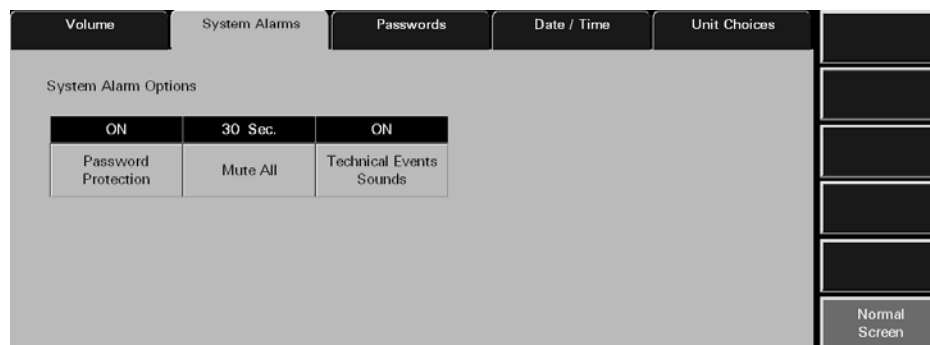 Volume
System Alarms
Passwords
Date / Time
Unit Choices
System Alarm Options
ON
30 Sec.
ON
Password
Protection
Mute All
Technical Events
Sounds
Normal
Screen